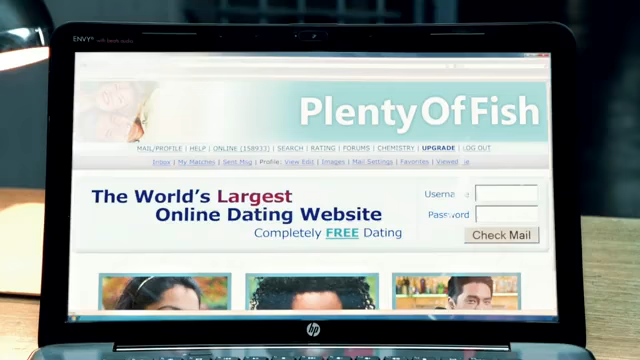 ENVY
PlentyOfFish
MAIL/PROFILE | HELP | ONLINE (158933) | SEARCH | RATING | FORUMS | CHEMISTRY | UPGRADE | LOG OUT
Inbox | My Matches | Sent Msg | Profile: View Edit | Images | Mail Settings | Favorites | Viewed
The World's Largest
Online Dating Website
Completely FREE Dating
Password
Check Mail
hp